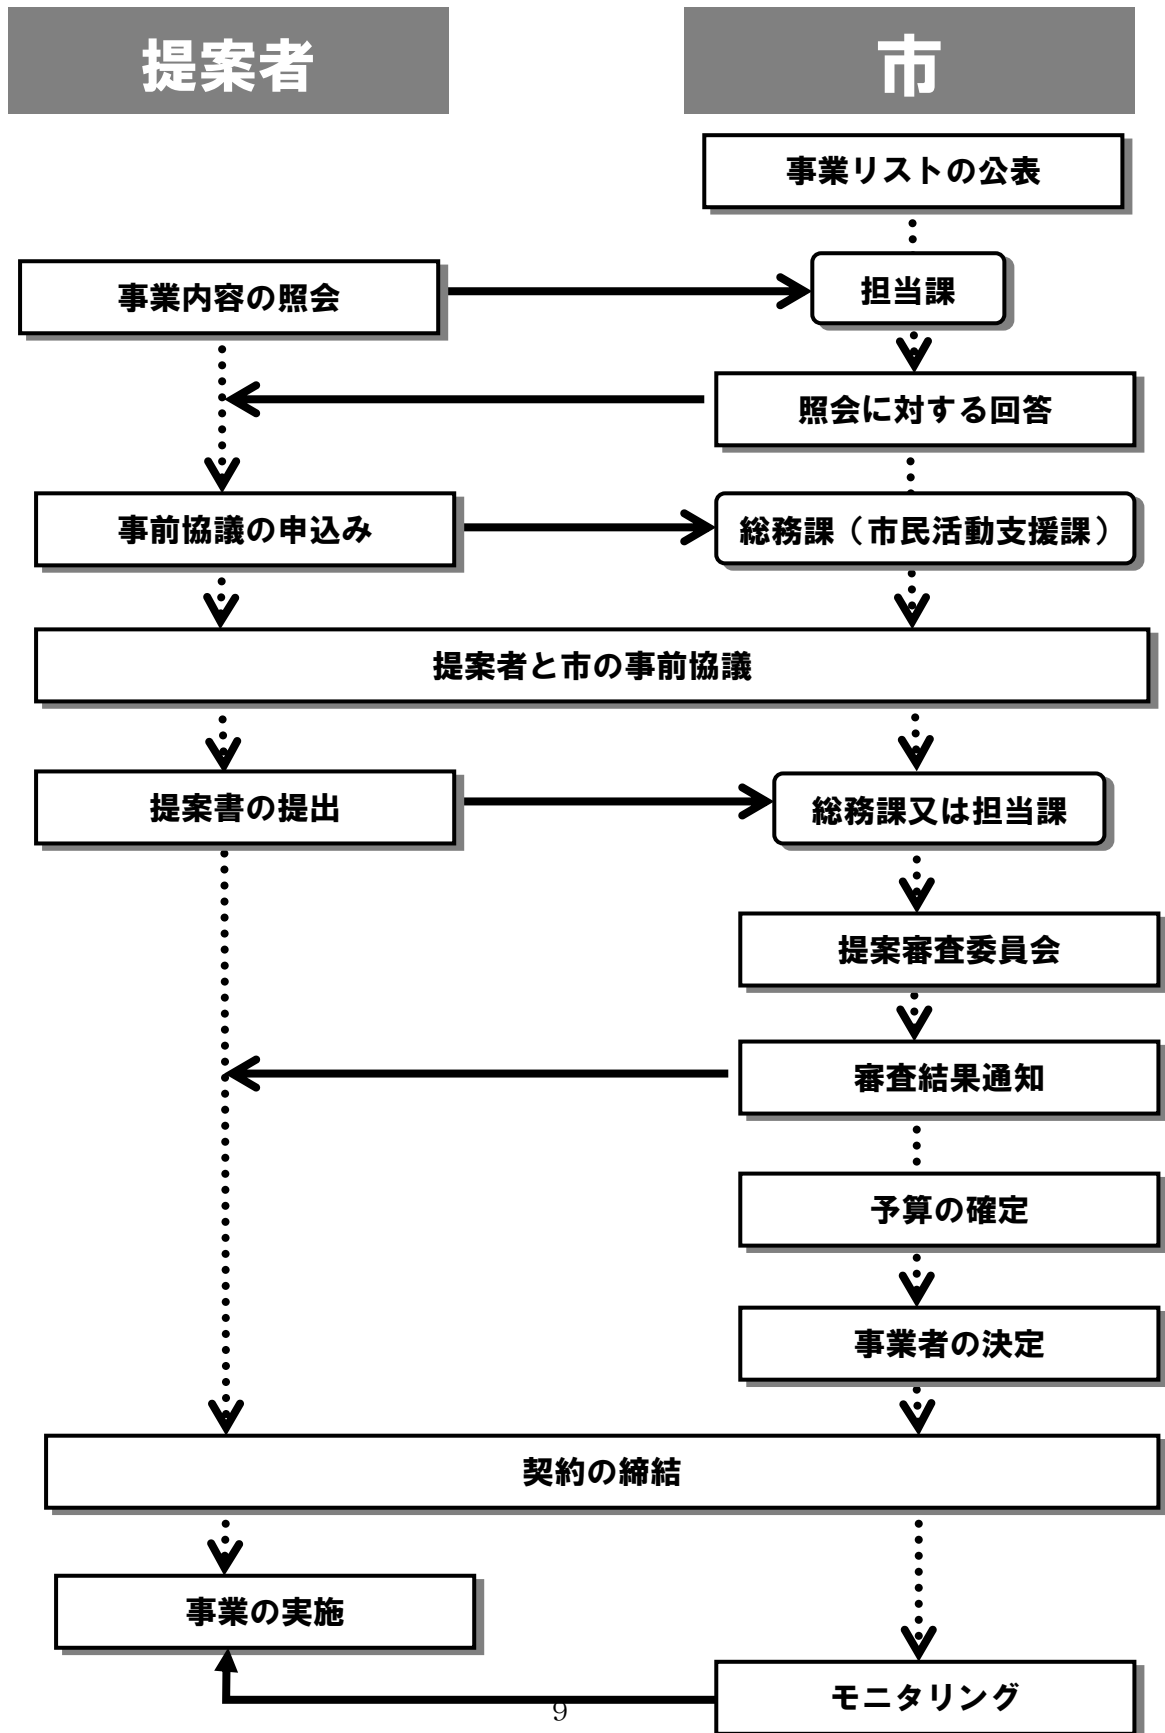 提案者
市
事業リストの公表
事業内容の照会
担当課
照会に対する回答
事前協議の申込み
総務課（市民活動支援課）
提案者と市の事前協議
提案書の提出
総務課又は担当課
提案審査委員会
審査結果通知
予算の確定
事業者の決定
契約の締結
事業の実施
モニタリング
9